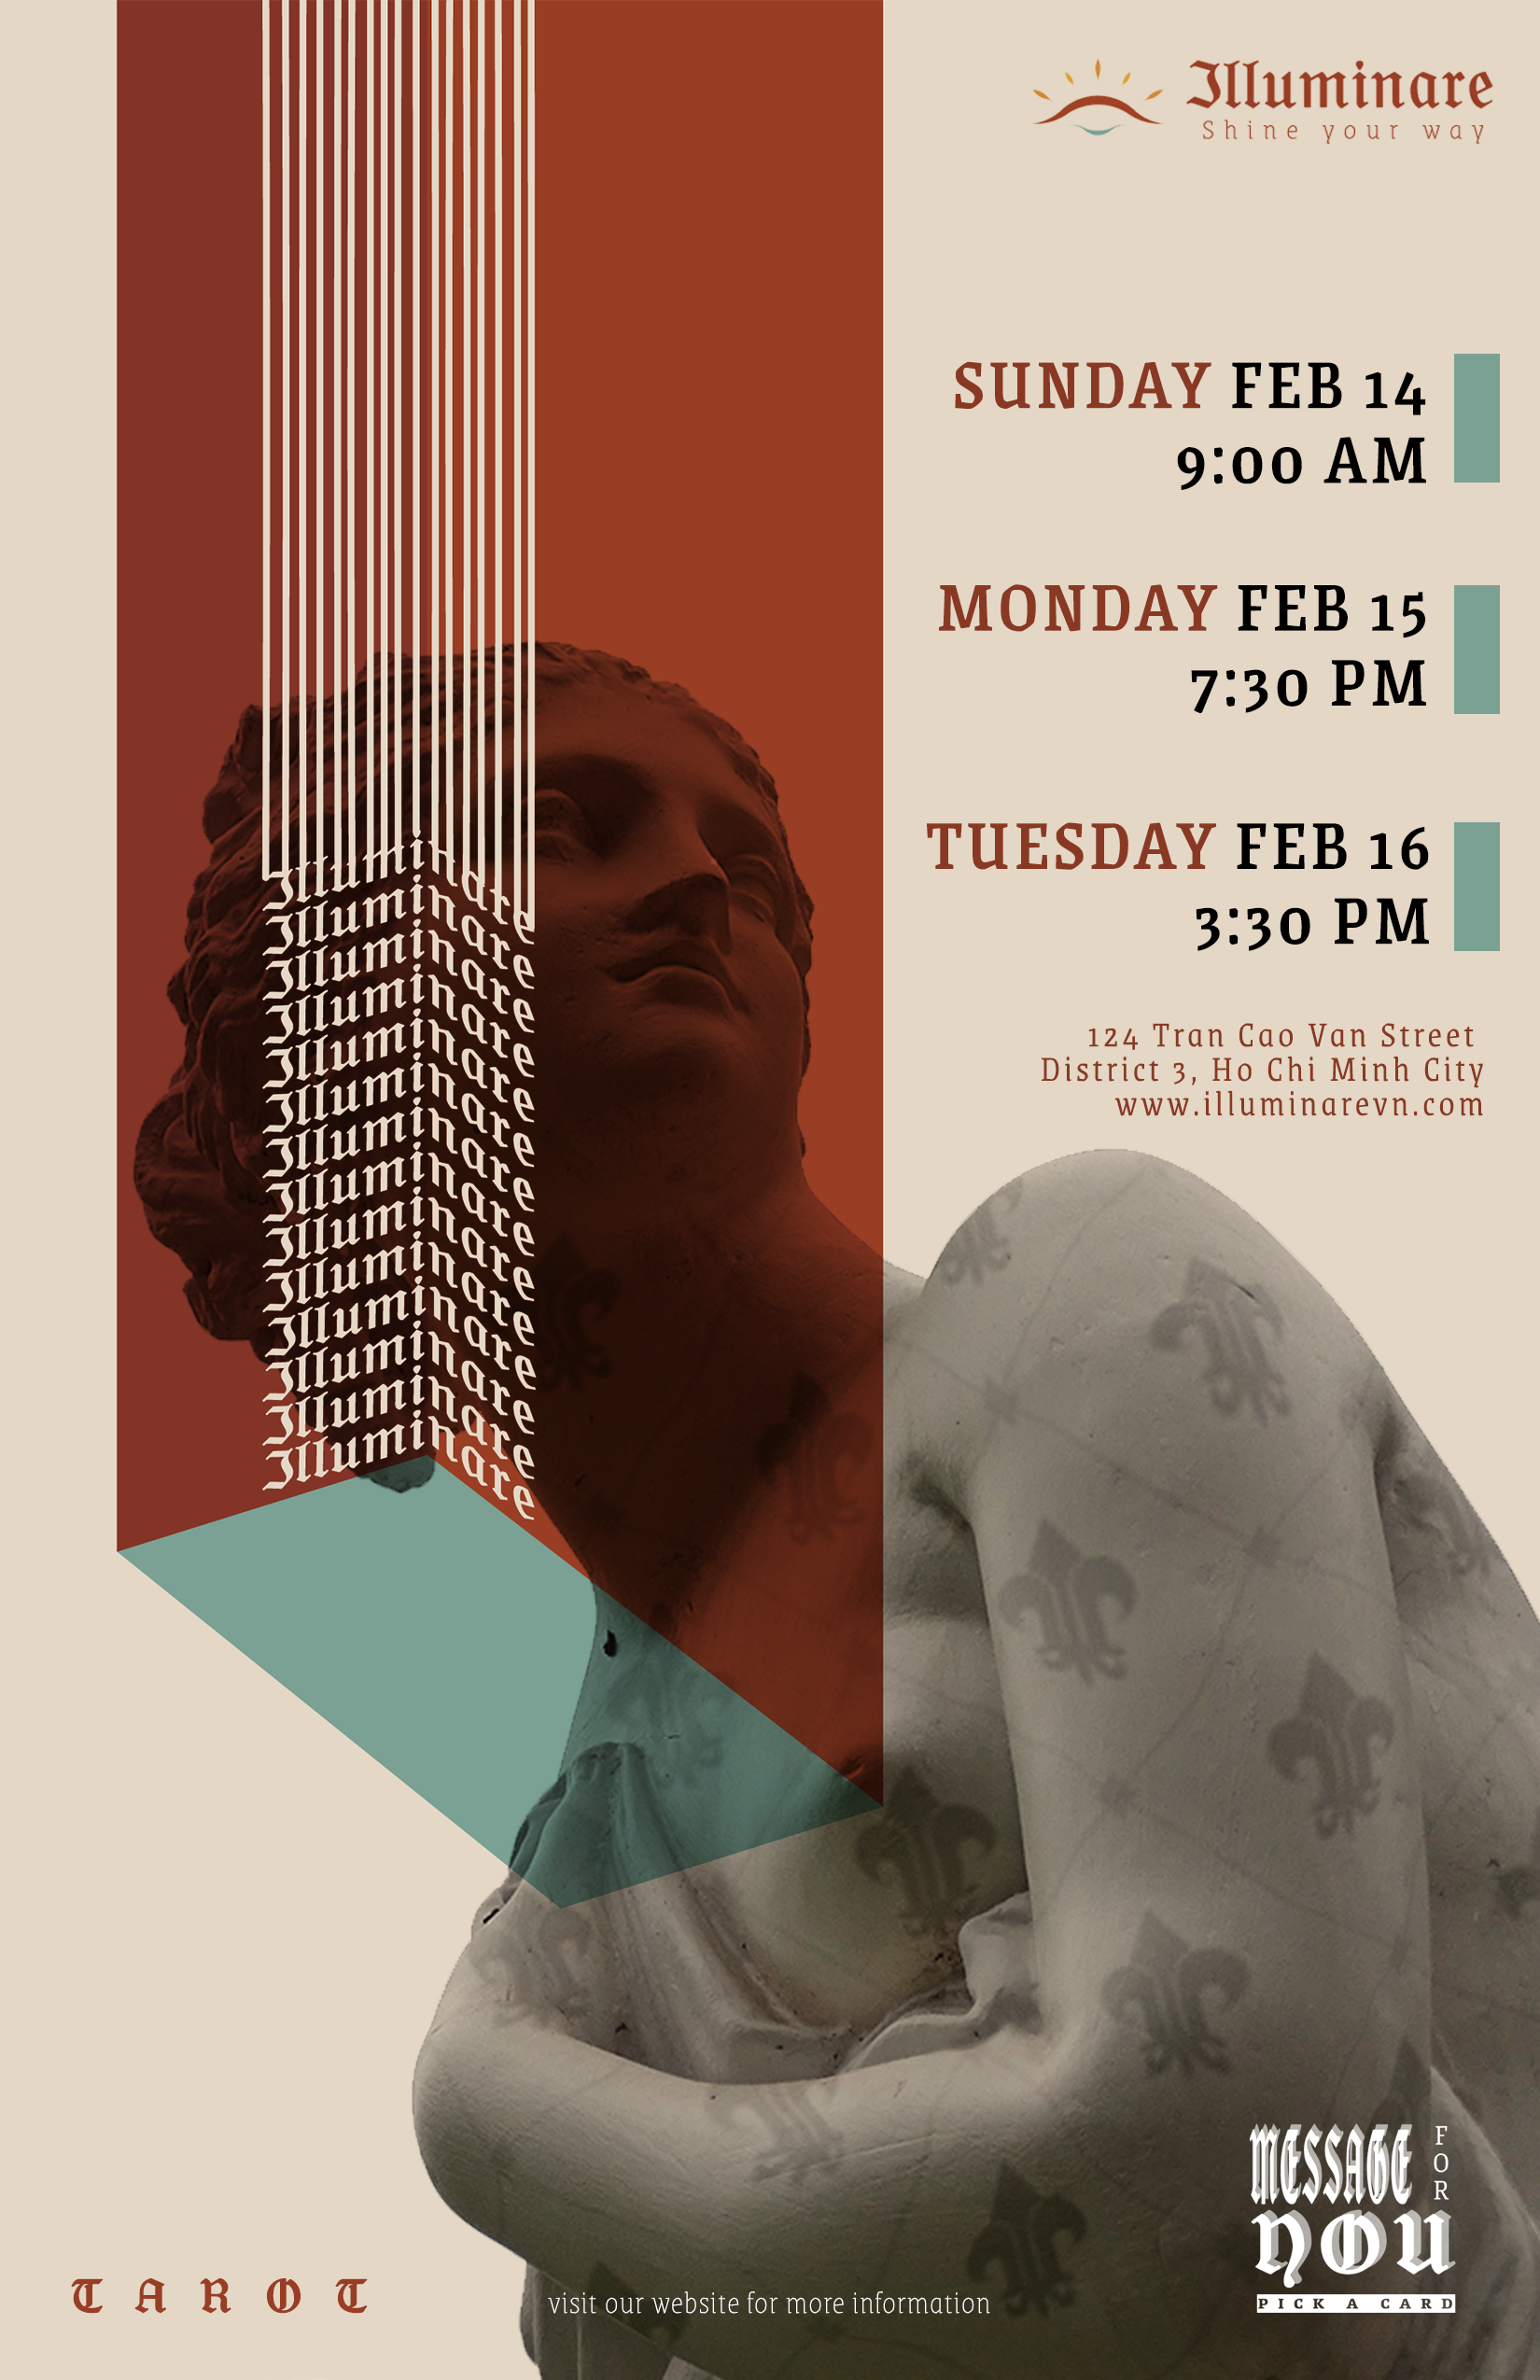 Illuminare
Shine your way
SUNDAY FEB 14
9:00 AM
MONDAY FEB 15
7:30 PM
TUESDAY FEB 16
3:30 PM
124 Tran Cao Van Street
District 3, Ho Chi Minh City
www.illuminarevn.com
Illuminare
Illuminare
Illuminare
Illuminare
Illuminare
Illuminare
Illuminare
Illuminare
Illuminare
Illuminare
Illuminare
Illuminare
Illuminare
Illuminare
MESSAGE FOR
YOU
PICK A CARD
TAROT
visit our website for more information